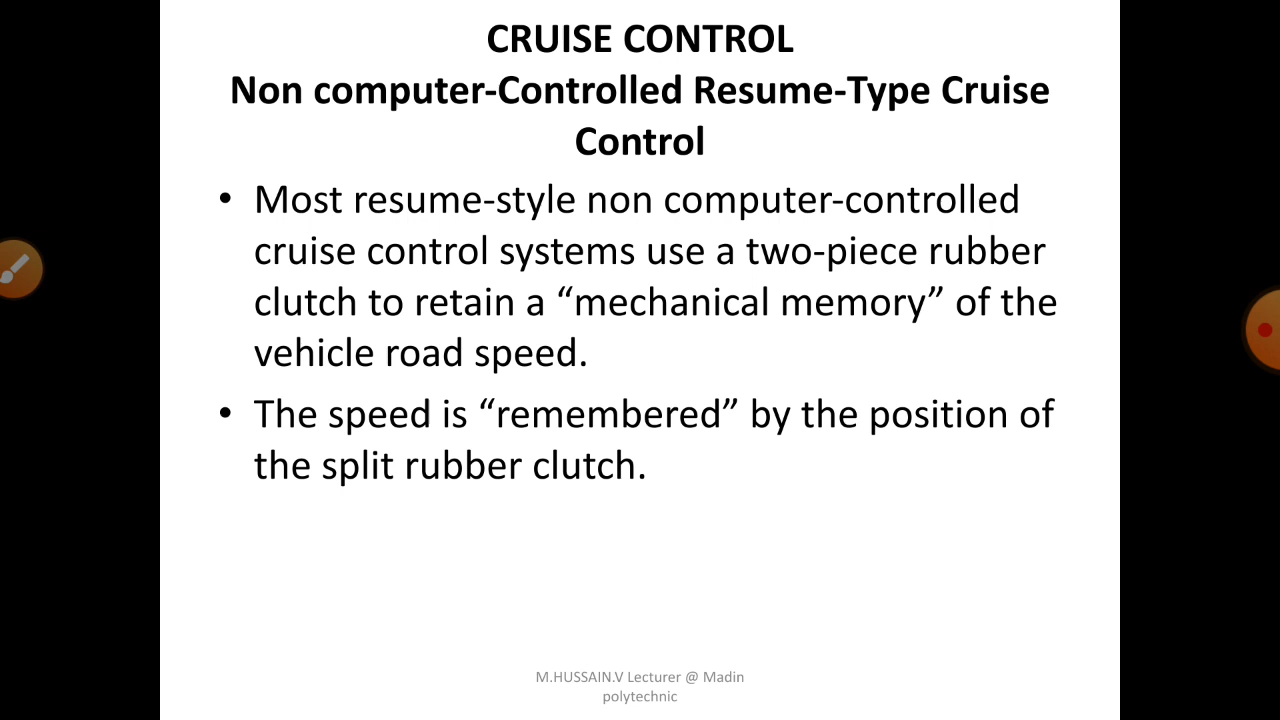 CRUISE CONTROL
Non computer-Controlled Resume-Type Cruise
Control
• Most resume-style non computer-controlled
cruise control systems use a two-piece rubber
clutch to retain a “mechanical memory” of the
vehicle road speed.
• The speed is “remembered” by the position of
the split rubber clutch.
M.HUSSAIN.V Lecturer @ Madin
polytechnic